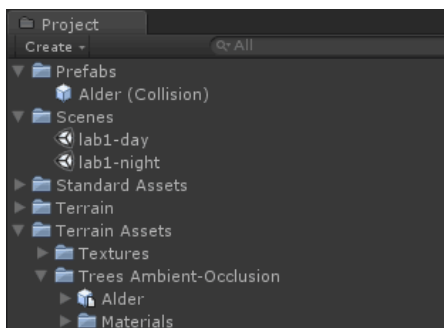 Project
Create
All
Prefabs
Alder (Collision)
Scenes
lab1-day
lab1-night
Standard Assets
Terrain
Terrain Assets
Textures
Trees Ambient-Occlusion
Alder
Materials